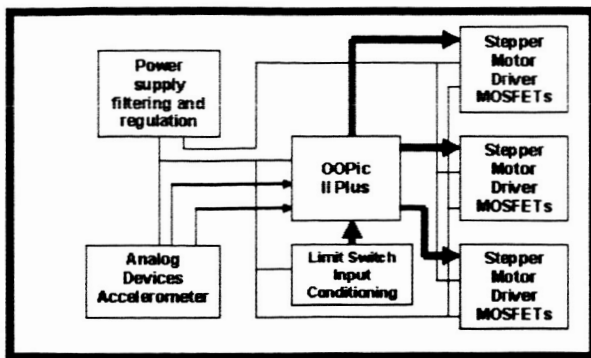 Power
supply
filtering and
regulation
Stepper
Motor
Driver
MOSFETs
OOPic
II Plus
Stepper
Motor
Driver
MOSFETs
Analog
Devices
Accelerometer
Limit Switch
Input
Conditioning
Stepper
Motor
Driver
MOSFETs